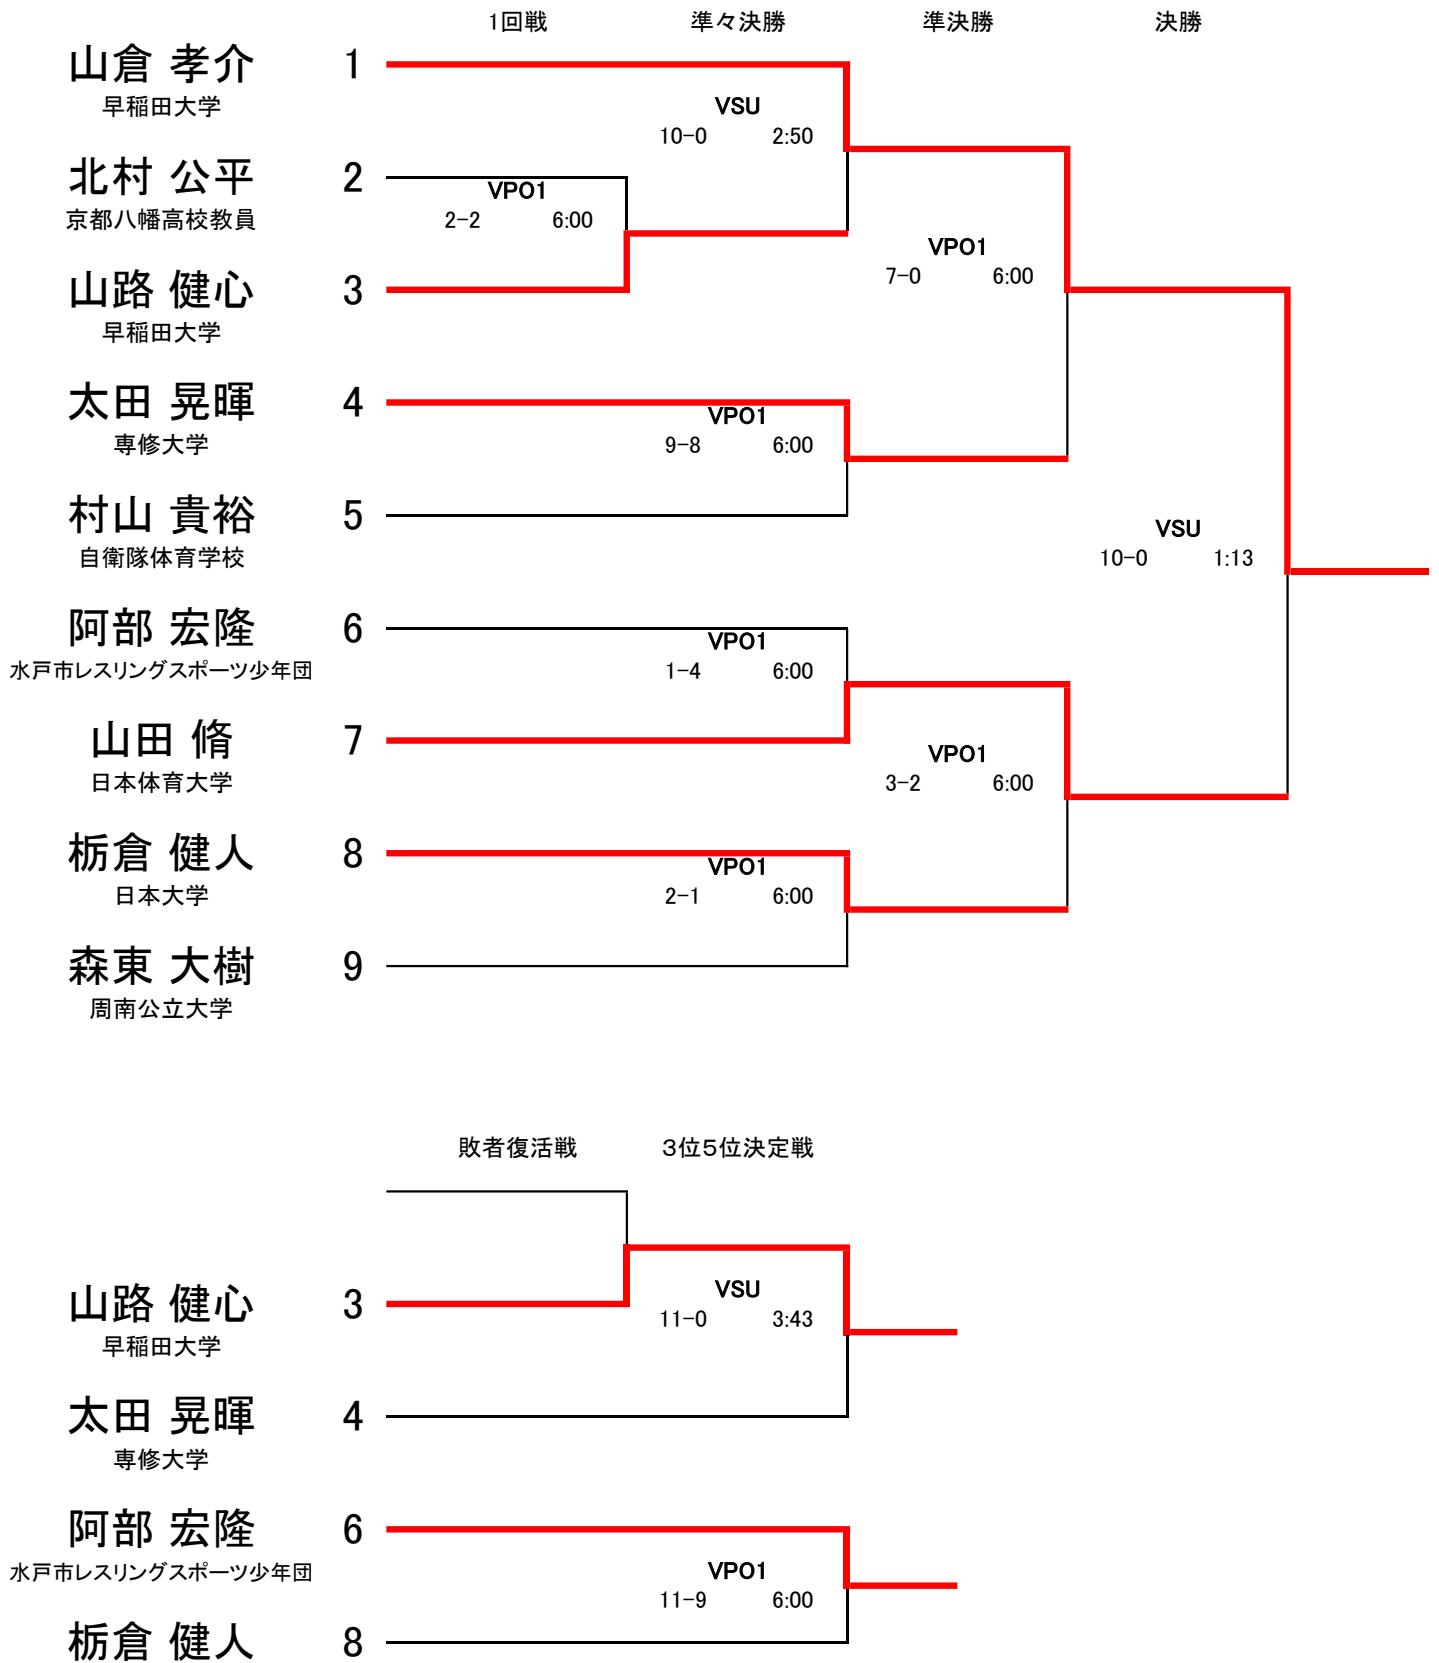 1回戦 準々決勝 準決勝 決勝
山倉 孝介 1
早稲田大学
VSU
10-0 2:50
北村 公平 2
京都八幡高校教員
VPO1
2-2 6:00
VPO1
7-0 6:00
山路 健心 3
早稲田大学
太田 晃暉 4
専修大学
VPO1
9-8 6:00
村山 貴裕 5
自衛隊体育学校
VSU
10-0 1:13
阿部 宏隆 6
水戸市レスリングスポーツ少年団
VPO1
1-4 6:00
山田 脩 7
日本体育大学
VPO1
3-2 6:00
栃倉 健人 8
日本大学
VPO1
2-1 6:00
森東 大樹 9
周南公立大学
敗者復活戦 3位5位決定戦
山路 健心 3
早稲田大学
VSU
11-0 3:43
太田 晃暉 4
専修大学
阿部 宏隆 6
水戸市レスリングスポーツ少年団
VPO1
11-9 6:00
栃倉 健人 8